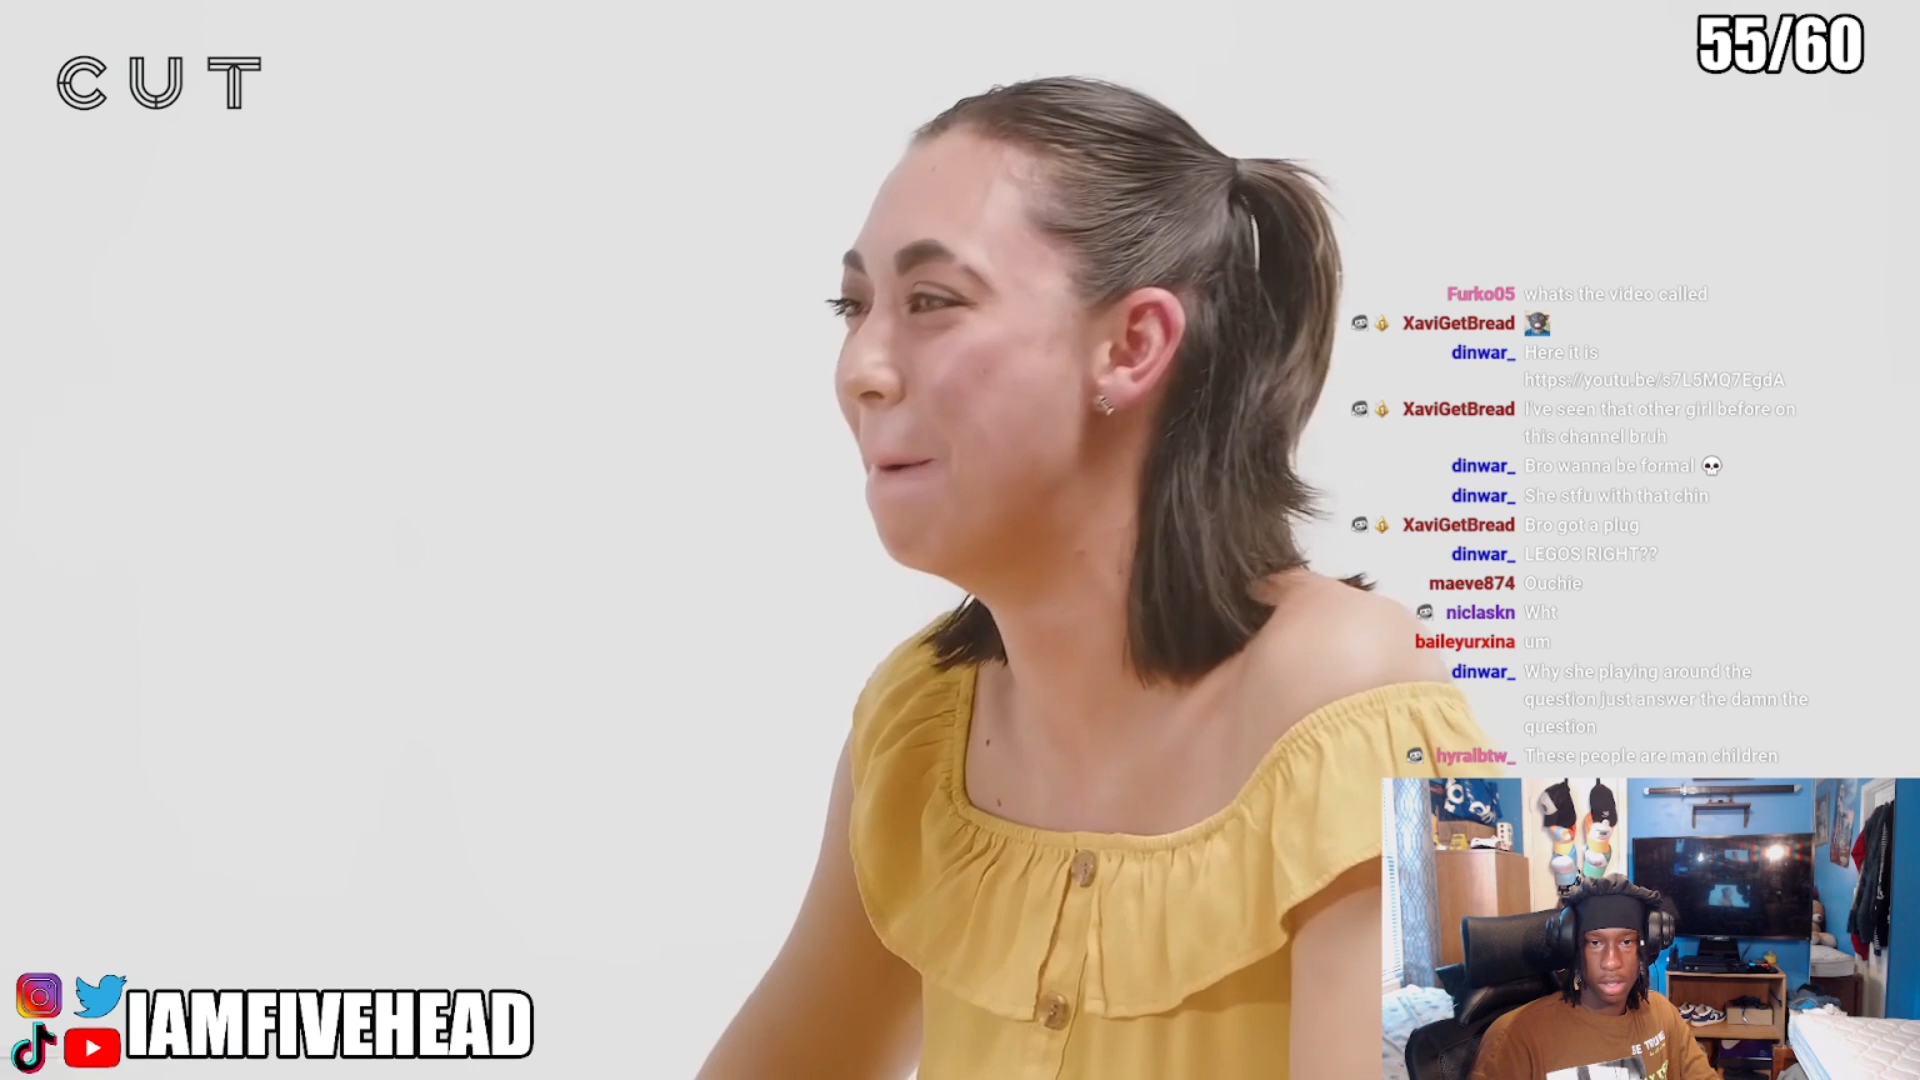 CUT
55/60
Furko05 whats the video called
XaviGetBread
dinwar_ Here it is
https://youtu.be/s7L5MQ7EgdA
XaviGetBread I've seen that other girl before on
this channel bruh
dinwar_ Bro wanna be formal 💀
dinwar_ She stfu with that chin
XaviGetBread Bro got a plug
dinwar_ LEGOS RIGHT??
maeve874 Ouchie
niclaskn Wht
baileyurxina um
dinwar_ Why she playing around the
question just answer the damn the
question
hyralbtw_ These people are man children
IAMFIVEHEAD